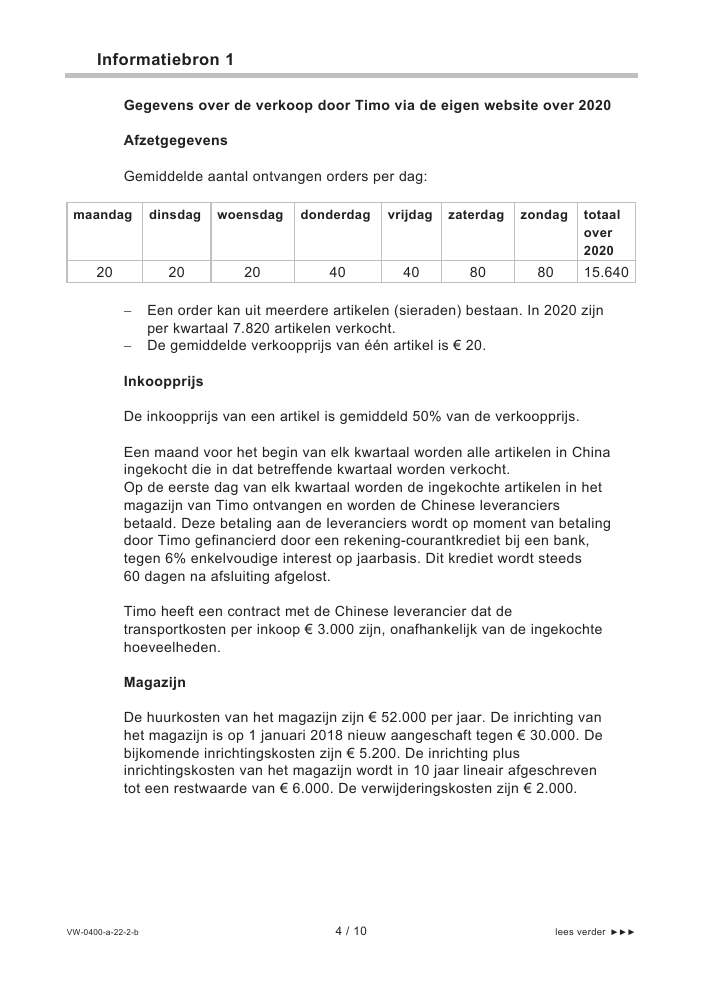 Informatiebron 1
Gegevens over de verkoop door Timo via de eigen website over 2020
Afzetgegevens
Gemiddelde aantal ontvangen orders per dag:
maandag dinsdag woensdag donderdag vrijdag zaterdag zondag totaal over 2020
20 20 20 40 40 80 80 15.640
– Een order kan uit meerdere artikelen (sieraden) bestaan. In 2020 zijn
per kwartaal 7.820 artikelen verkocht.
– De gemiddelde verkoopprijs van één artikel is € 20.
Inkoopprijs
De inkoopprijs van een artikel is gemiddeld 50% van de verkoopprijs.
Een maand voor het begin van elk kwartaal worden alle artikelen in China
ingekocht die in dat betreffende kwartaal worden verkocht.
Op de eerste dag van elk kwartaal worden de ingekochte artikelen in het
magazijn van Timo ontvangen en worden de Chinese leveranciers
betaald. Deze betaling aan de leveranciers wordt op moment van betaling
door Timo gefinancierd door een rekening-courantkrediet bij een bank,
tegen 6% enkelvoudige interest op jaarbasis. Dit krediet wordt steeds
60 dagen na afsluiting afgelost.
Timo heeft een contract met de Chinese leverancier dat de
transportkosten per inkoop € 3.000 zijn, onafhankelijk van de ingekochte
hoeveelheden.
Magazijn
De huurkosten van het magazijn zijn € 52.000 per jaar. De inrichting van
het magazijn is op 1 januari 2018 nieuw aangeschaft tegen € 30.000. De
bijkomende inrichtingskosten zijn € 5.200. De inrichting plus
inrichtingskosten van het magazijn wordt in 10 jaar lineair afgeschreven
tot een restwaarde van € 6.000. De verwijderingskosten zijn € 2.000.
VW-0400-a-22-2-b 4 / 10 lees verder ►►►